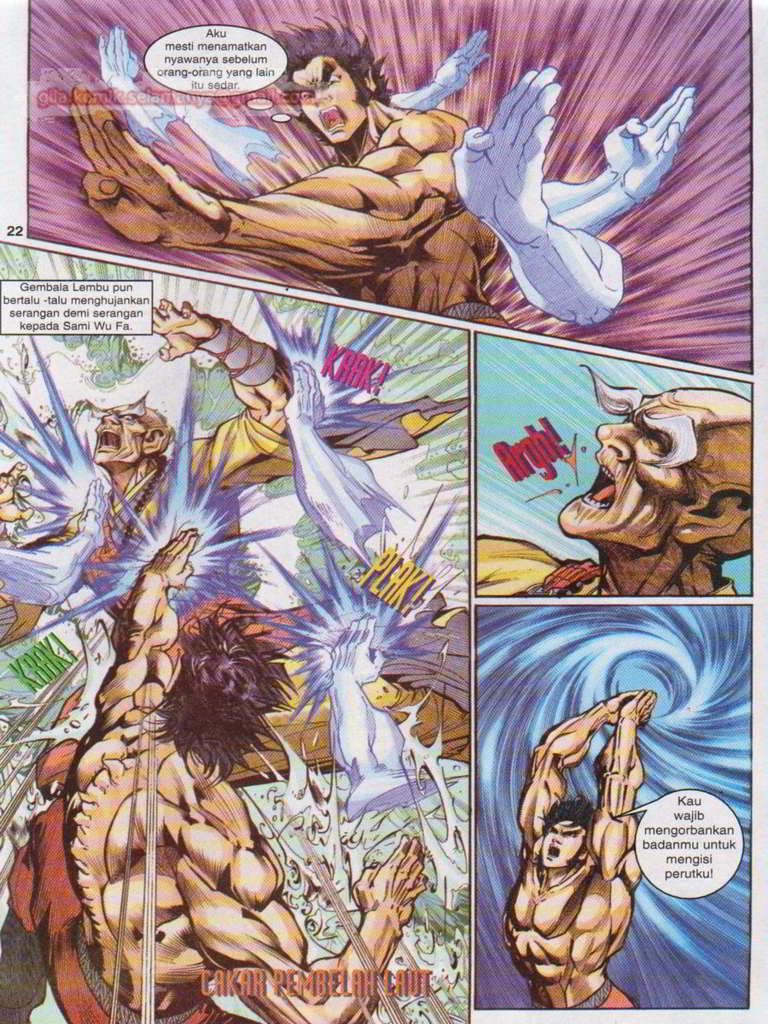 Aku
mesti menamatkan
nyawanya sebelum
orang-orang yang lain
itu sedar.
22
Gembala Lembu pun
bertalu -talu menghujankan
serangan demi serangan
kepada Sami Wu Fa.
KRAK!
Argh!
PLAK!
KRAK!
Kau
wajib
mengorbankan
badanmu untuk
mengisi
perutku!
CAKAR PEMBELAH LAUT